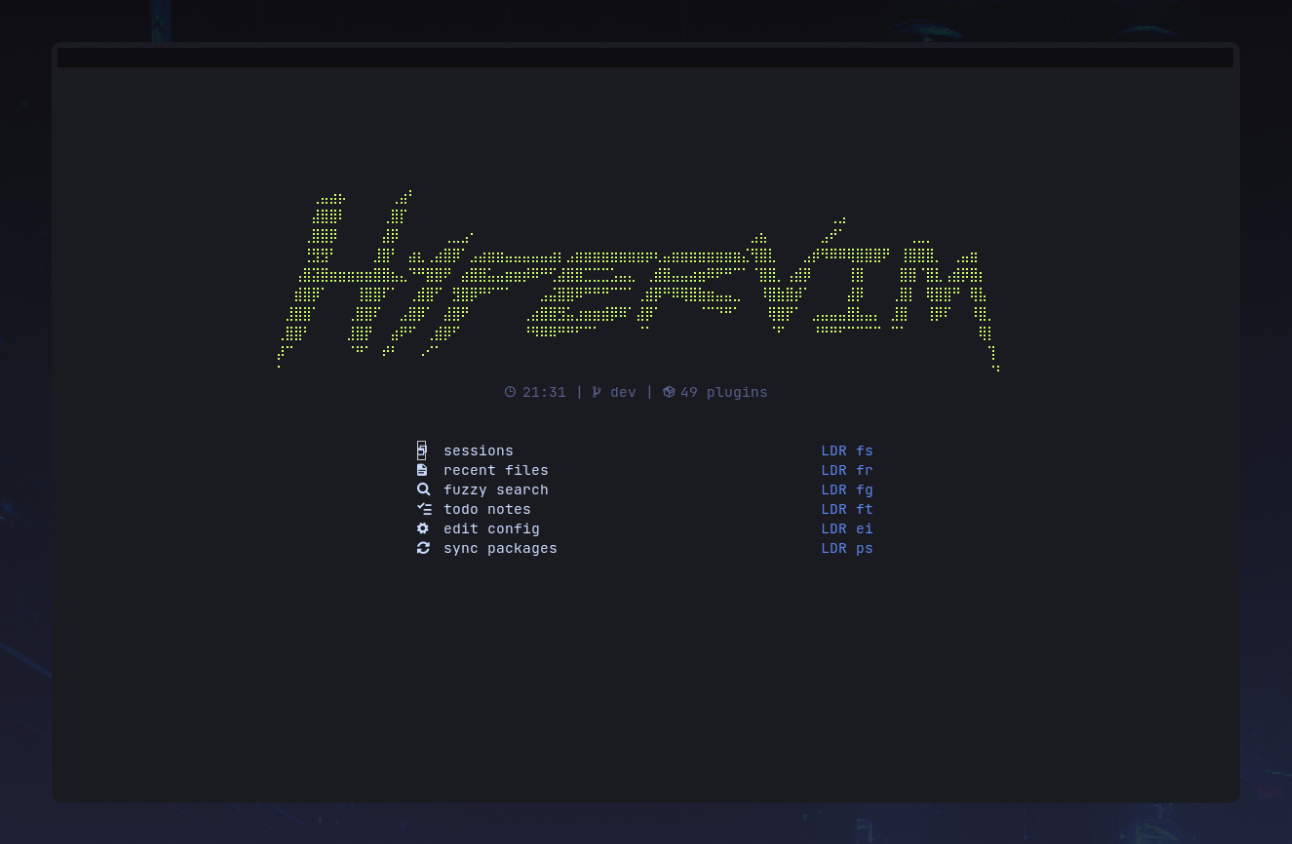 HYPERVIM
21:31 | dev | 49 plugins
sessions LDR fs
recent files LDR fr
fuzzy search LDR fg
todo notes LDR ft
edit config LDR ei
sync packages LDR ps